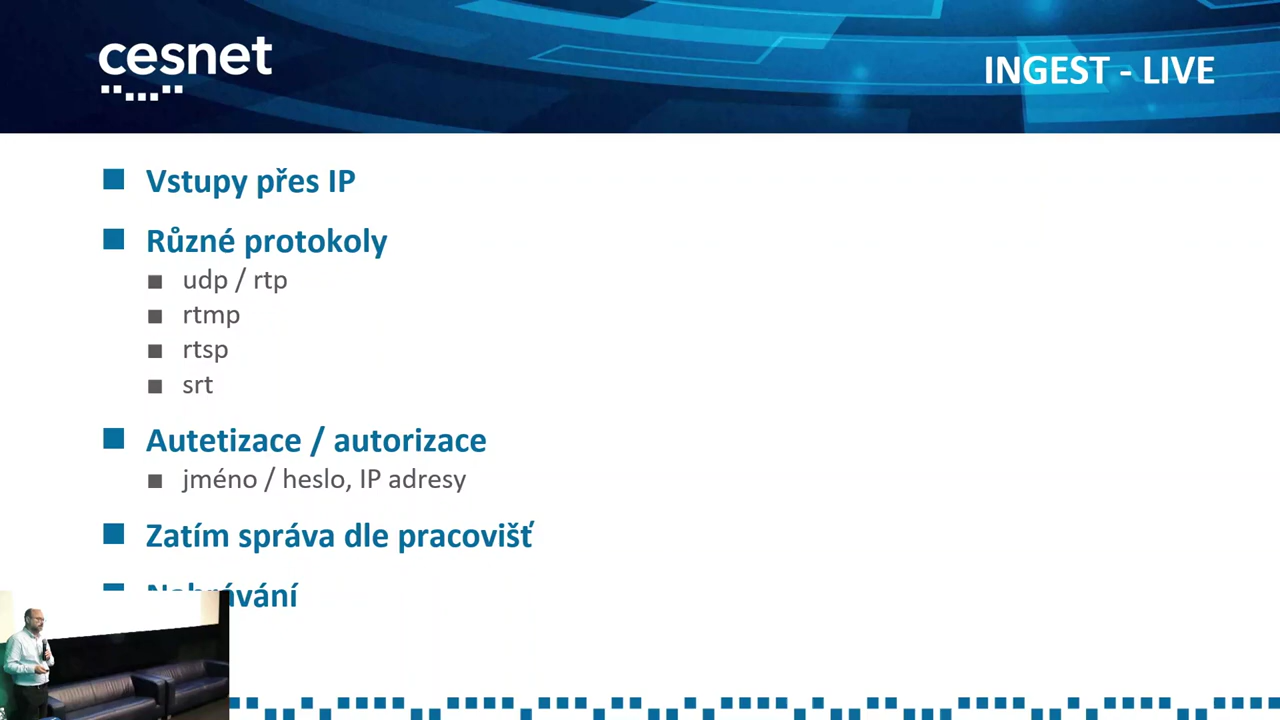 cesnet
INGEST - LIVE
Vstupy přes IP
Různé protokoly
udp / rtp
rtmp
rtsp
srt
Autetizace / autorizace
jméno / heslo, IP adresy
Zatím správa dle pracovišť
Nahrávání